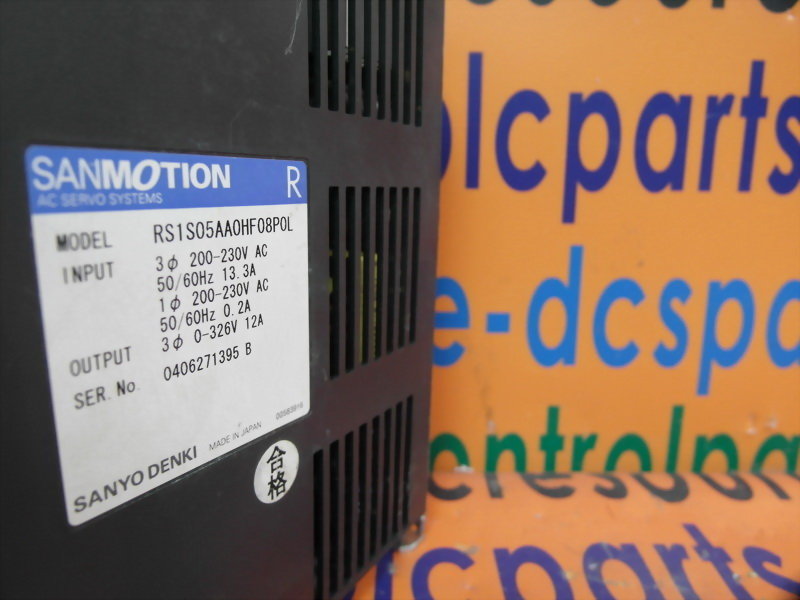 SANMOTION R
AC SERVO SYSTEMS
MODEL RS1S05AA0HF08P0L
INPUT 3φ 200-230V AC
50/60Hz 13.3A
1φ 200-230V AC
50/60Hz 0.2A
OUTPUT 3φ 0-326V 12A
SER. No. 0406271395 B
SANYO DENKI MADE IN JAPAN 00583916
合格
plcparts
e-dcspa
ontrolpa
cparts